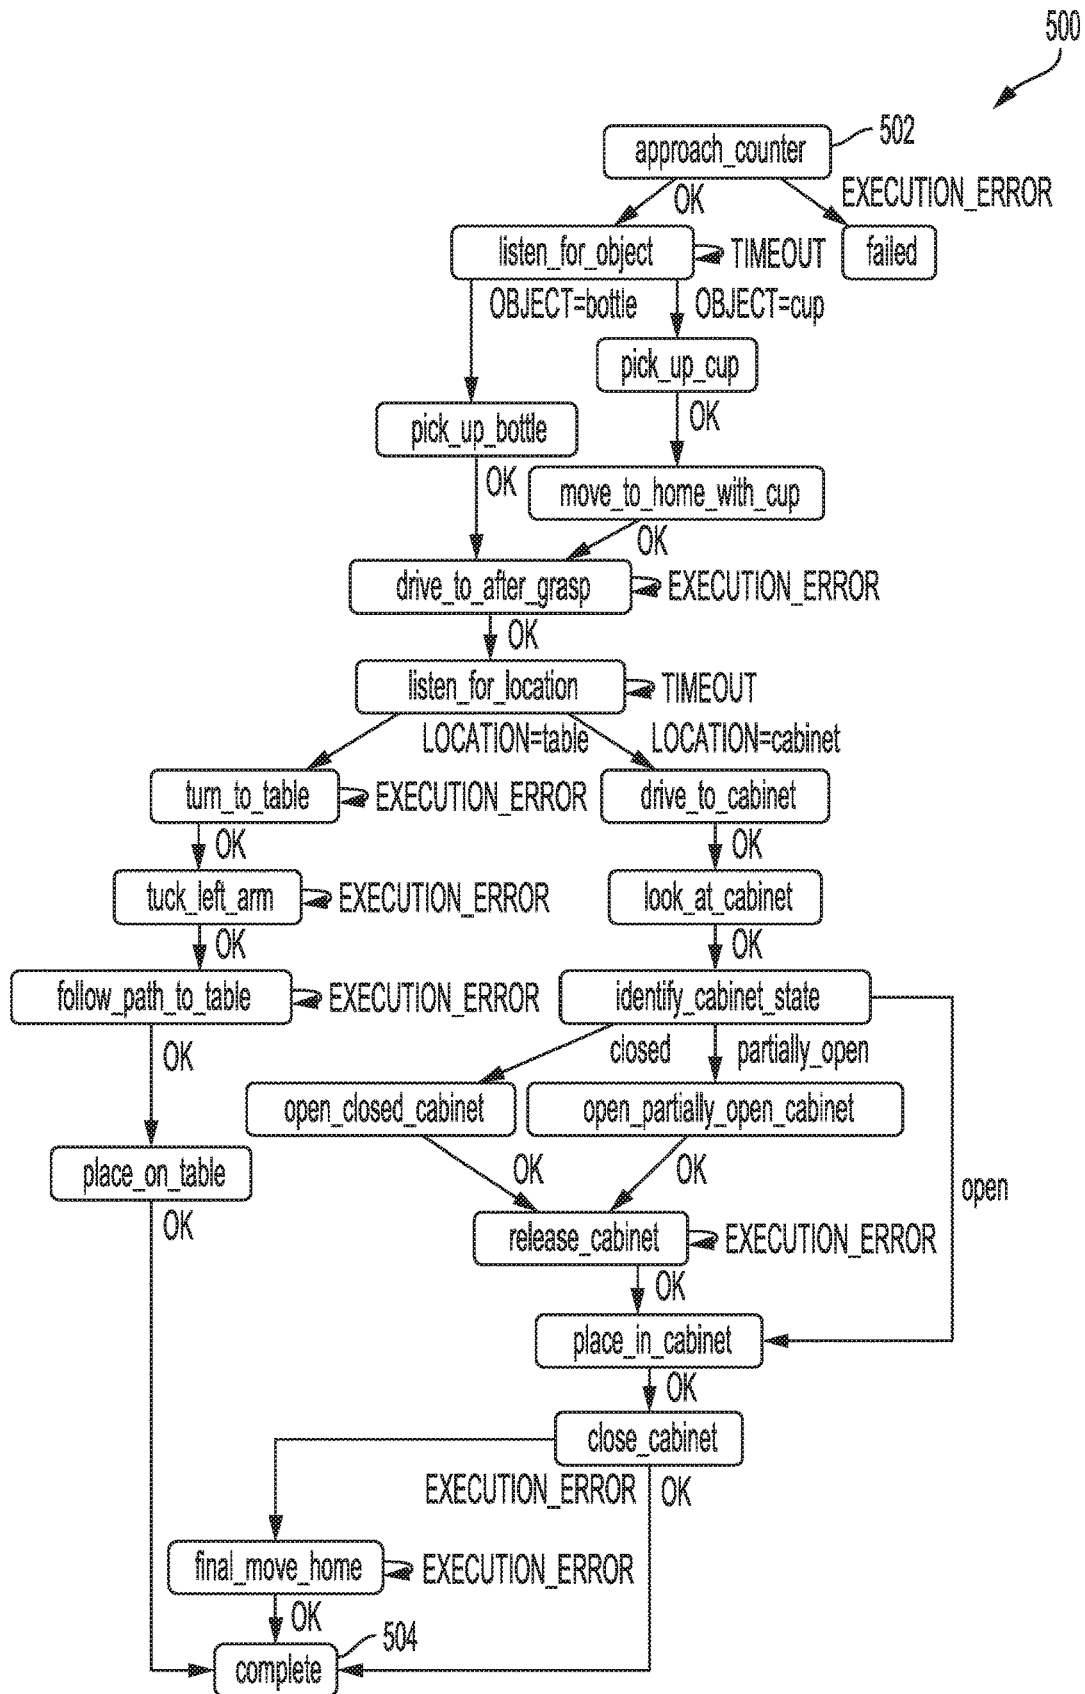 500
approach_counter
502
OK
EXECUTION_ERROR
listen_for_object
TIMEOUT
failed
OBJECT=bottle
OBJECT=cup
pick_up_cup
OK
pick_up_bottle
OK
move_to_home_with_cup
OK
drive_to_after_grasp
EXECUTION_ERROR
OK
listen_for_location
TIMEOUT
LOCATION=table
LOCATION=cabinet
turn_to_table
EXECUTION_ERROR
drive_to_cabinet
OK
OK
tuck_left_arm
EXECUTION_ERROR
look_at_cabinet
OK
OK
follow_path_to_table
EXECUTION_ERROR
identify_cabinet_state
OK
closed
partially_open
open_closed_cabinet
open_partially_open_cabinet
place_on_table
OK
OK
open
OK
release_cabinet
EXECUTION_ERROR
OK
place_in_cabinet
OK
close_cabinet
EXECUTION_ERROR
OK
final_move_home
EXECUTION_ERROR
OK
504
complete